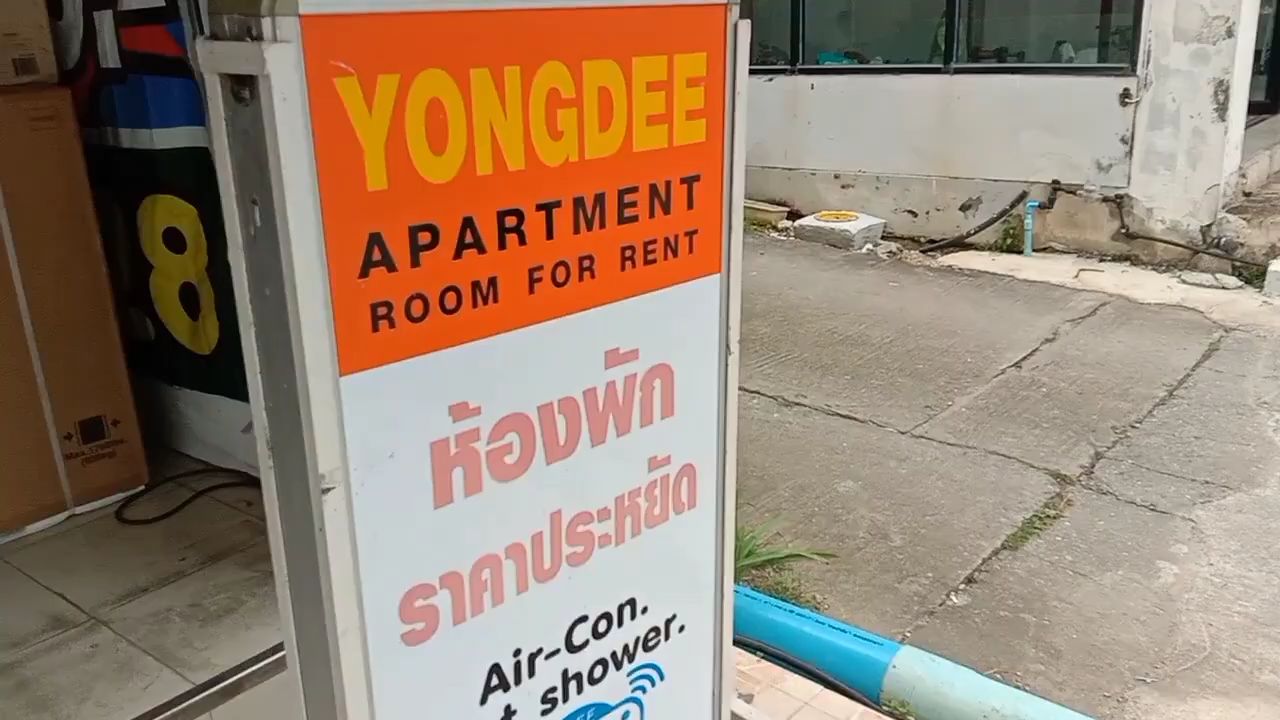 YONGDEE
APARTMENT
ROOM FOR RENT
ห้องพัก
ราคาประหยัด
Air-Con.
shower.
8